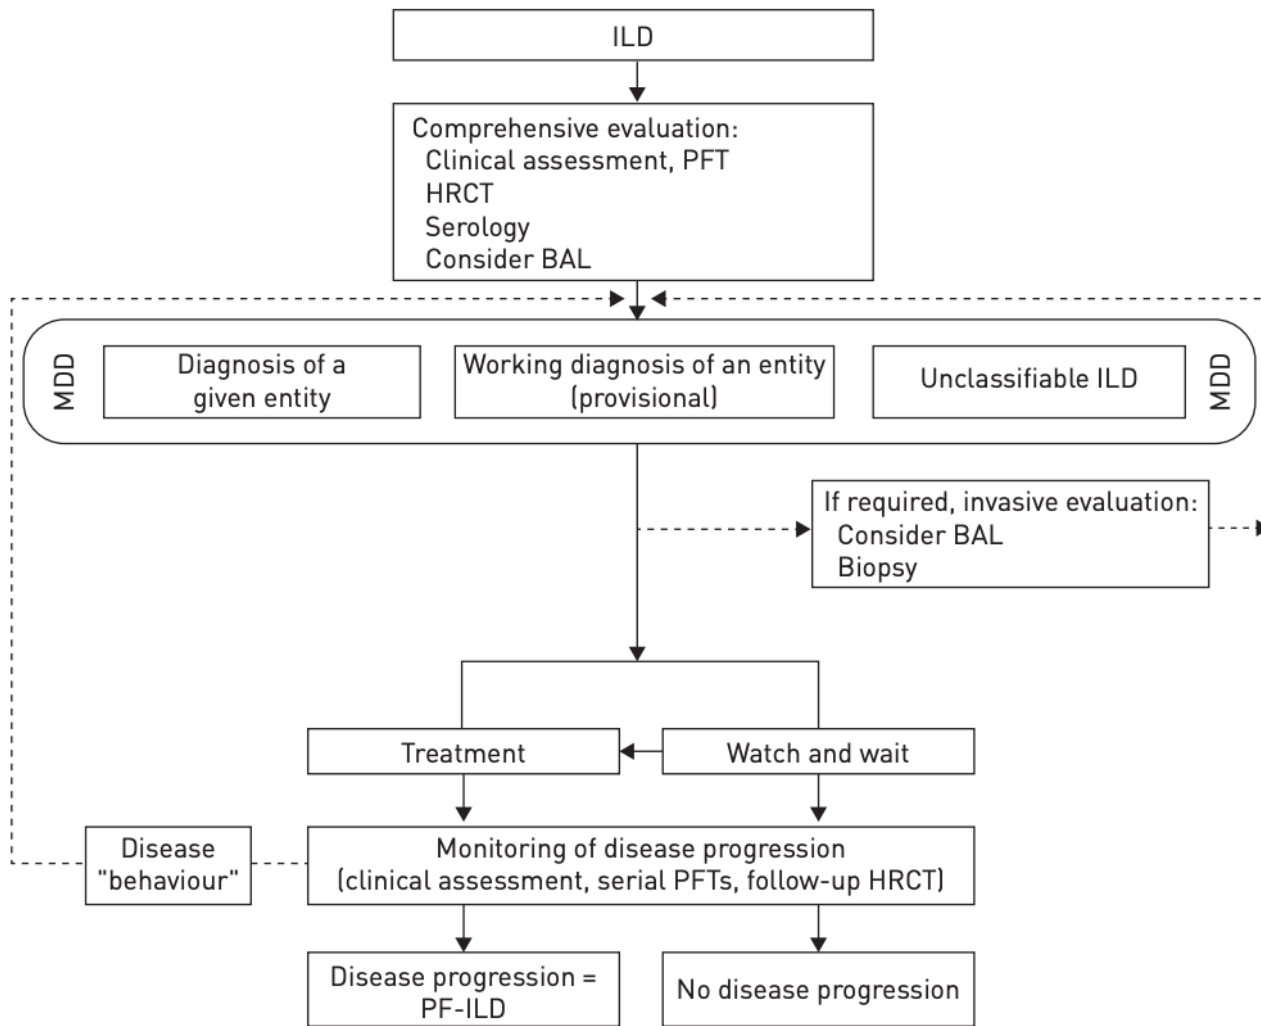 ILD
Comprehensive evaluation:
Clinical assessment, PFT
HRCT
Serology
Consider BAL
MDD
Diagnosis of a
given entity
Working diagnosis of an entity
(provisional)
Unclassifiable ILD
MDD
If required, invasive evaluation:
Consider BAL
Biopsy
Treatment
Watch and wait
Disease
"behaviour"
Monitoring of disease progression
(clinical assessment, serial PFTs, follow-up HRCT)
Disease progression =
PF-ILD
No disease progression